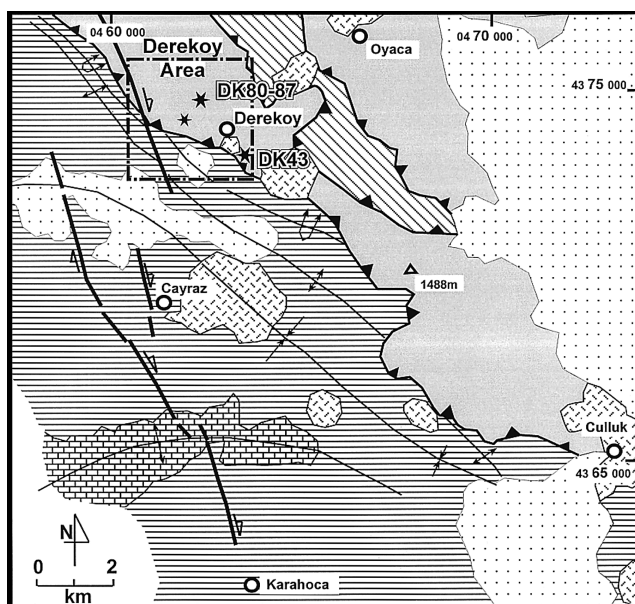 04 60 000
04 70 000
Derekoy
Area
Oyaca
43 75 000
DK80-87
Derekoy
DK43
1488m
Cayraz
Culluk
43 65 000
N
0 2
km
Karahoca